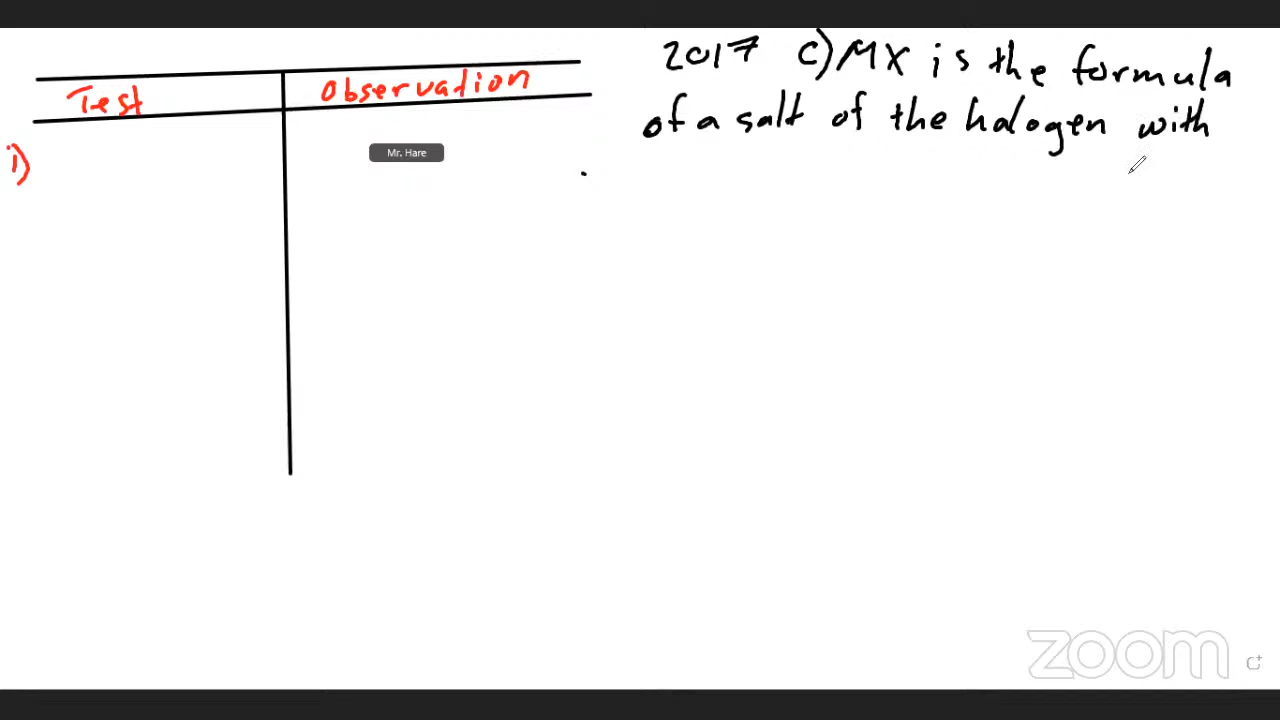 Test
Observation
i)
Mr. Hare
2017 C) MX is the formula
of a salt of the halogen with
zoom